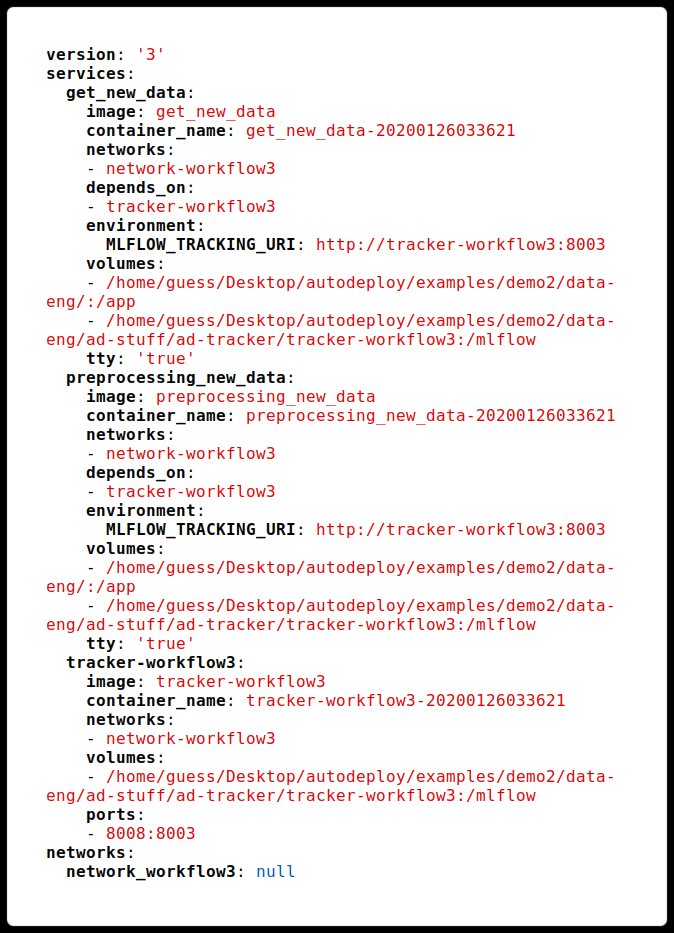 version: '3'
services:
  get_new_data:
    image: get_new_data
    container_name: get_new_data-20200126033621
    networks:
    - network-workflow3
    depends_on:
    - tracker-workflow3
    environment:
      MLFLOW_TRACKING_URI: http://tracker-workflow3:8003
    volumes:
    - /home/guess/Desktop/autodeploy/examples/demo2/data-
eng/:/app
    - /home/guess/Desktop/autodeploy/examples/demo2/data-
eng/ad-stuff/ad-tracker/tracker-workflow3:/mlflow
    tty: 'true'
  preprocessing_new_data:
    image: preprocessing_new_data
    container_name: preprocessing_new_data-20200126033621
    networks:
    - network-workflow3
    depends_on:
    - tracker-workflow3
    environment:
      MLFLOW_TRACKING_URI: http://tracker-workflow3:8003
    volumes:
    - /home/guess/Desktop/autodeploy/examples/demo2/data-
eng/:/app
    - /home/guess/Desktop/autodeploy/examples/demo2/data-
eng/ad-stuff/ad-tracker/tracker-workflow3:/mlflow
    tty: 'true'
  tracker-workflow3:
    image: tracker-workflow3
    container_name: tracker-workflow3-20200126033621
    networks:
    - network-workflow3
    volumes:
    - /home/guess/Desktop/autodeploy/examples/demo2/data-
eng/ad-stuff/ad-tracker/tracker-workflow3:/mlflow
    ports:
    - 8008:8003
networks:
  network_workflow3: null